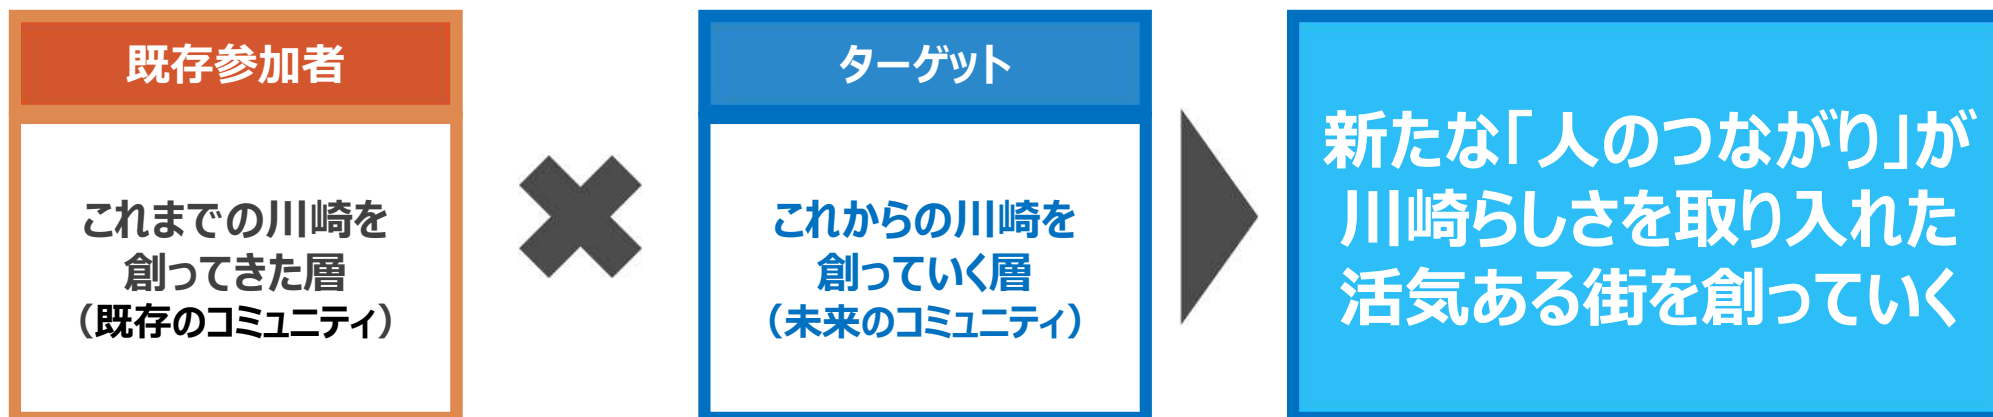 既存参加者
これまでの川崎を
創ってきた層
（既存のコミュニティ）
ターゲット
これからの川崎を
創っていく層
（未来のコミュニティ）
新たな「人のつながり」が
川崎らしさを取り入れた
活気ある街を創っていく